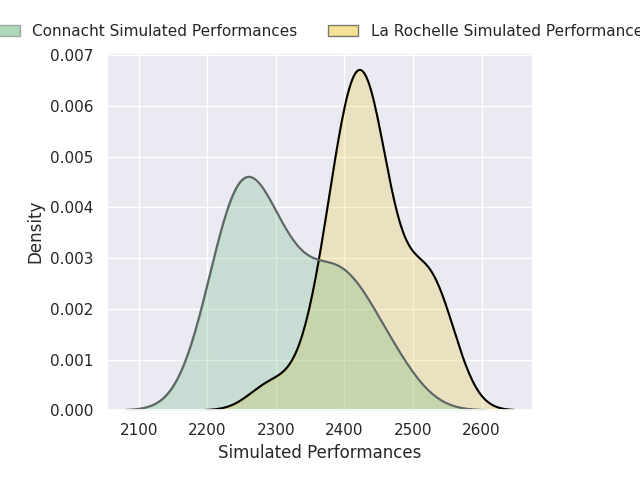 Connacht Simulated Performances
La Rochelle Simulated Performance
0.007
0.006
0.005
0.004
0.003
0.002
0.001
0.000
Density
2100 2200 2300 2400 2500 2600
Simulated Performances